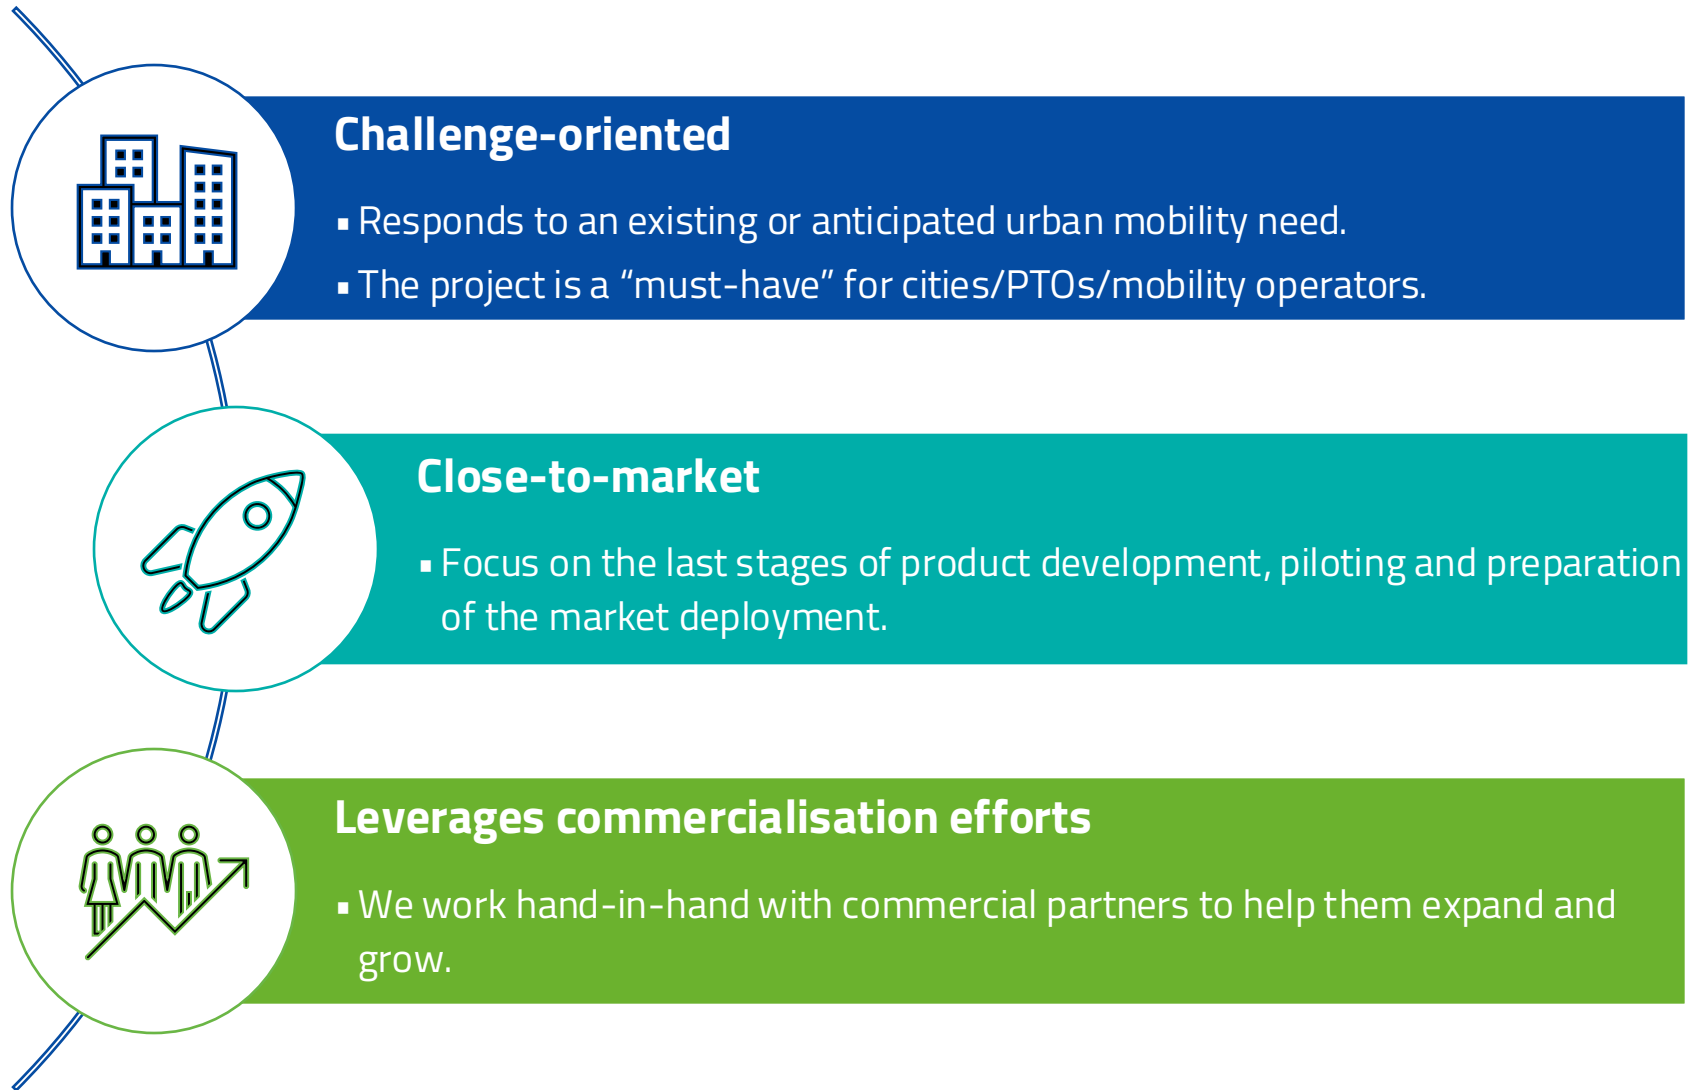 Challenge-oriented
▪ Responds to an existing or anticipated urban mobility need.
▪ The project is a “must-have” for cities/PTOs/mobility operators.
Close-to-market
▪ Focus on the last stages of product development, piloting and preparation
of the market deployment.
Leverages commercialisation efforts
▪ We work hand-in-hand with commercial partners to help them expand and
grow.